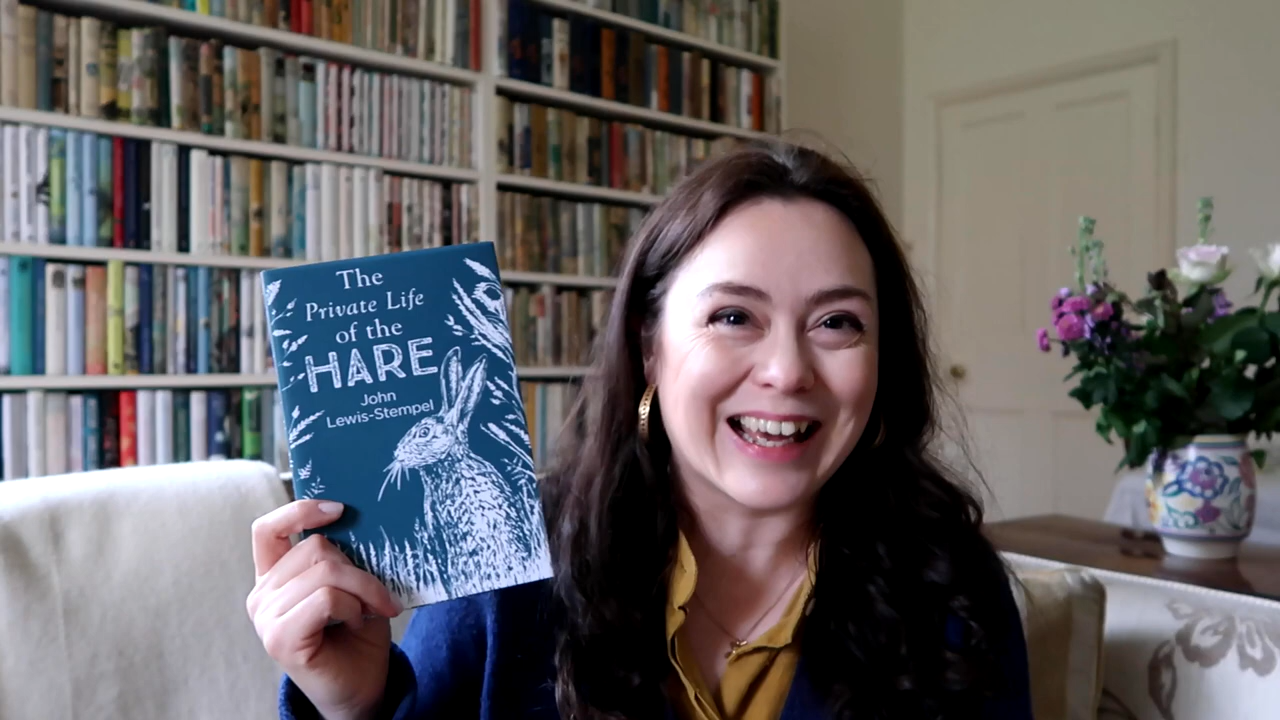 The
Private Life
of the
HARE
John
Lewis-Stempel